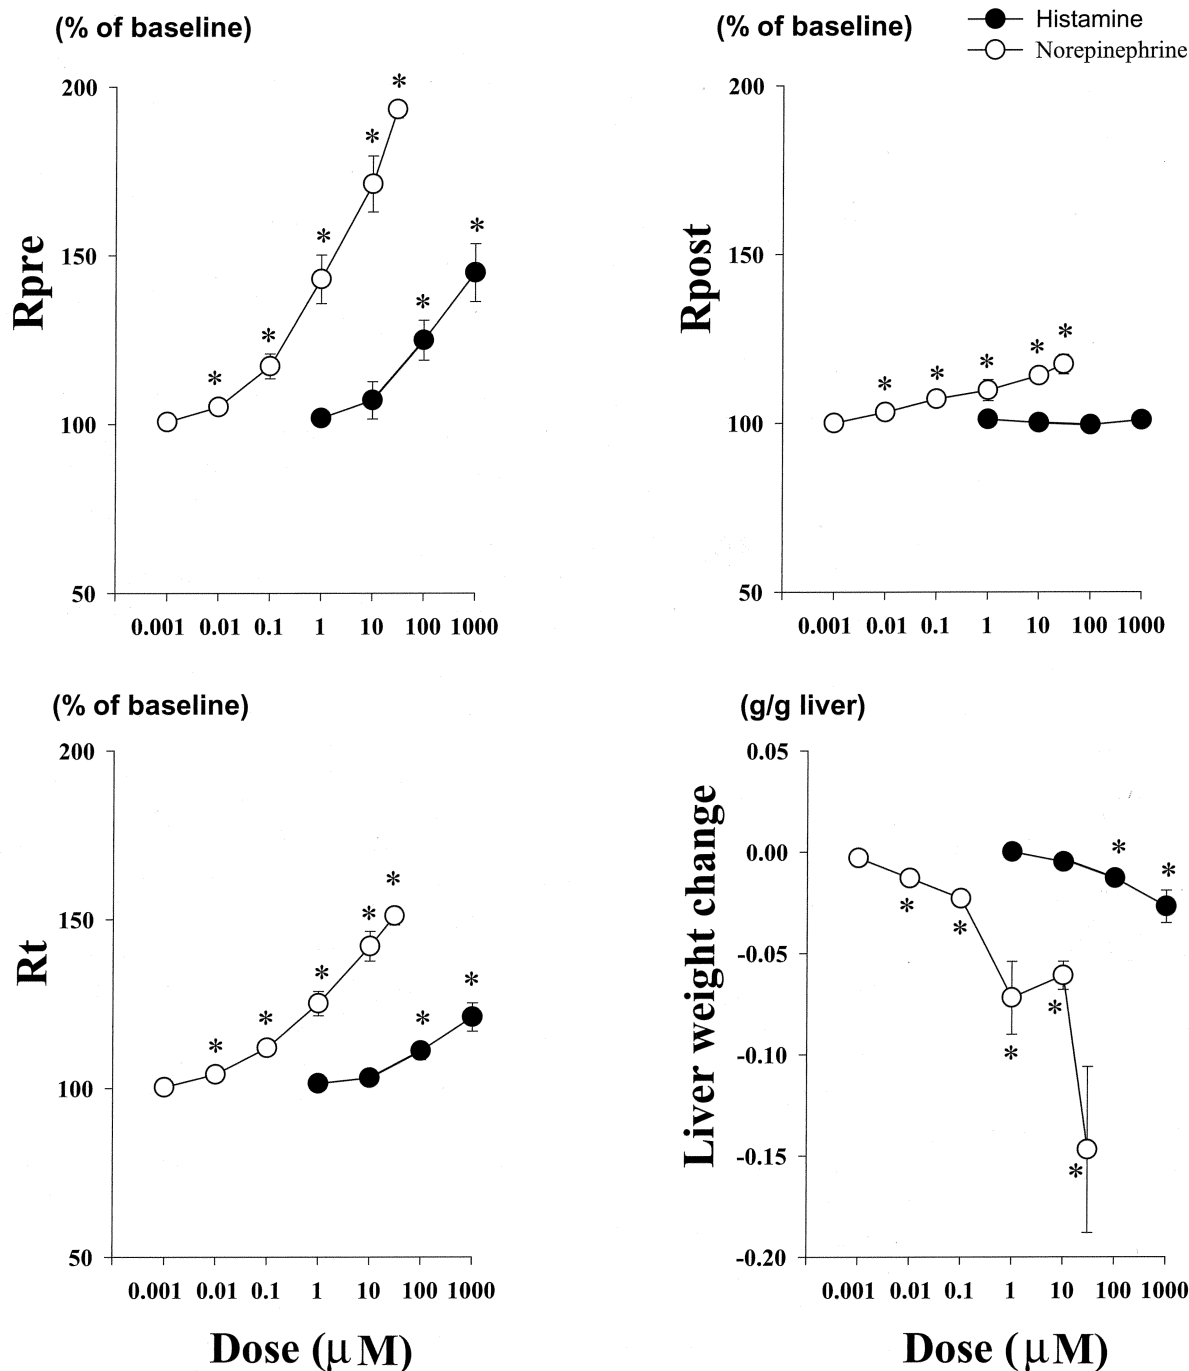 (% of baseline)
200
150
100
50
Rpre
* * * * * * *
0.001 0.01 0.1 1 10 100 1000
(% of baseline)
Histamine
Norepinephrine
200
150
100
50
Rpost
* * * * *
0.001 0.01 0.1 1 10 100 1000
(% of baseline)
200
150
100
50
Rt
* * * * * * *
0.001 0.01 0.1 1 10 100 1000
Dose (μM)
(g/g liver)
0.05
0.00
-0.05
-0.10
-0.15
-0.20
Liver weight change
* * * * * * *
0.001 0.01 0.1 1 10 100 1000
Dose (μM)